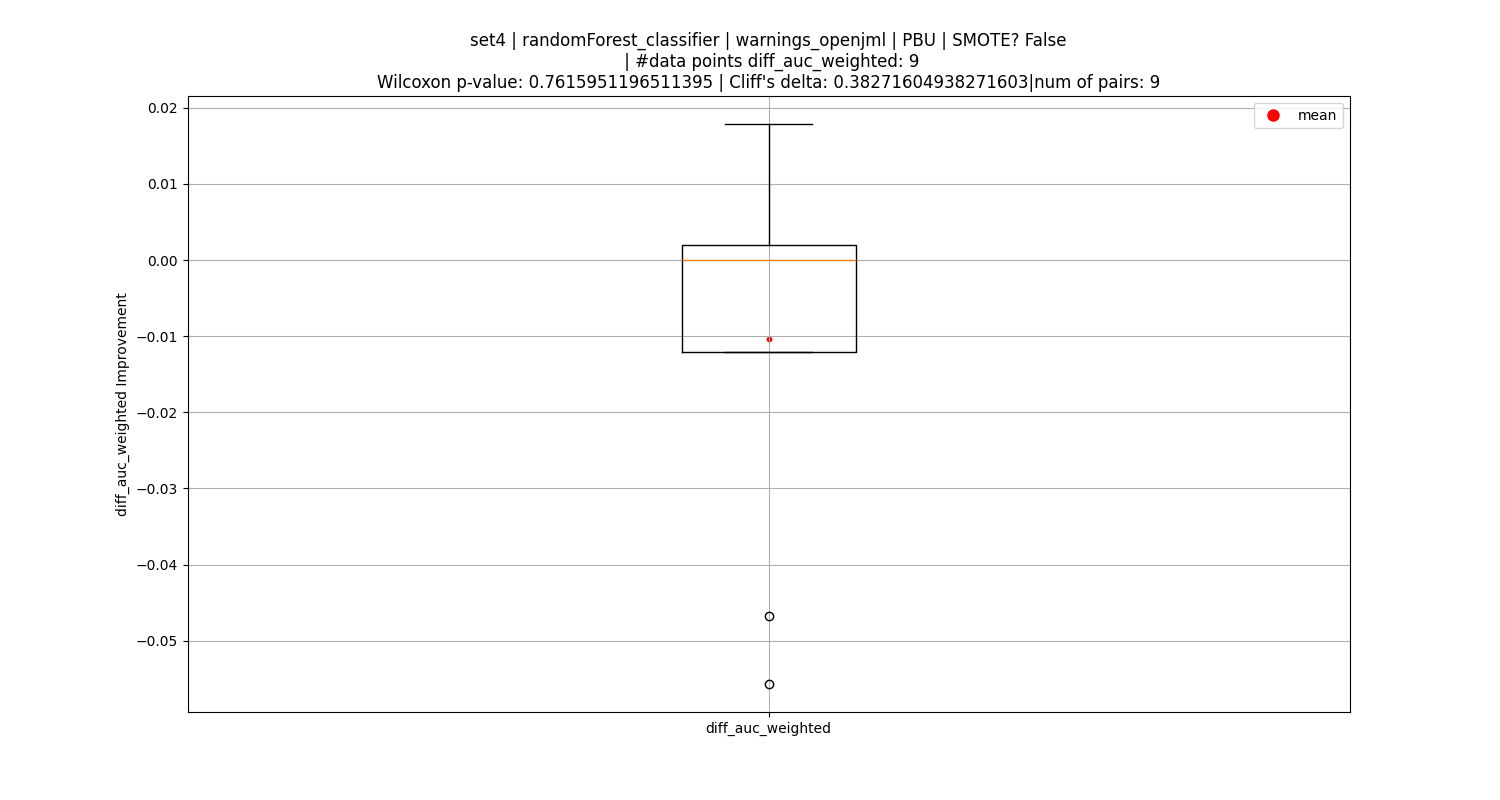 set4 | randomForest_classifier | warnings_openjml | PBU | SMOTE? False
| #data points diff_auc_weighted: 9
Wilcoxon p-value: 0.7615951196511395 | Cliff's delta: 0.38271604938271603|num of pairs: 9
mean
0.02
0.01
0.00
−0.01
−0.02
−0.03
−0.04
−0.05
diff_auc_weighted Improvement
diff_auc_weighted